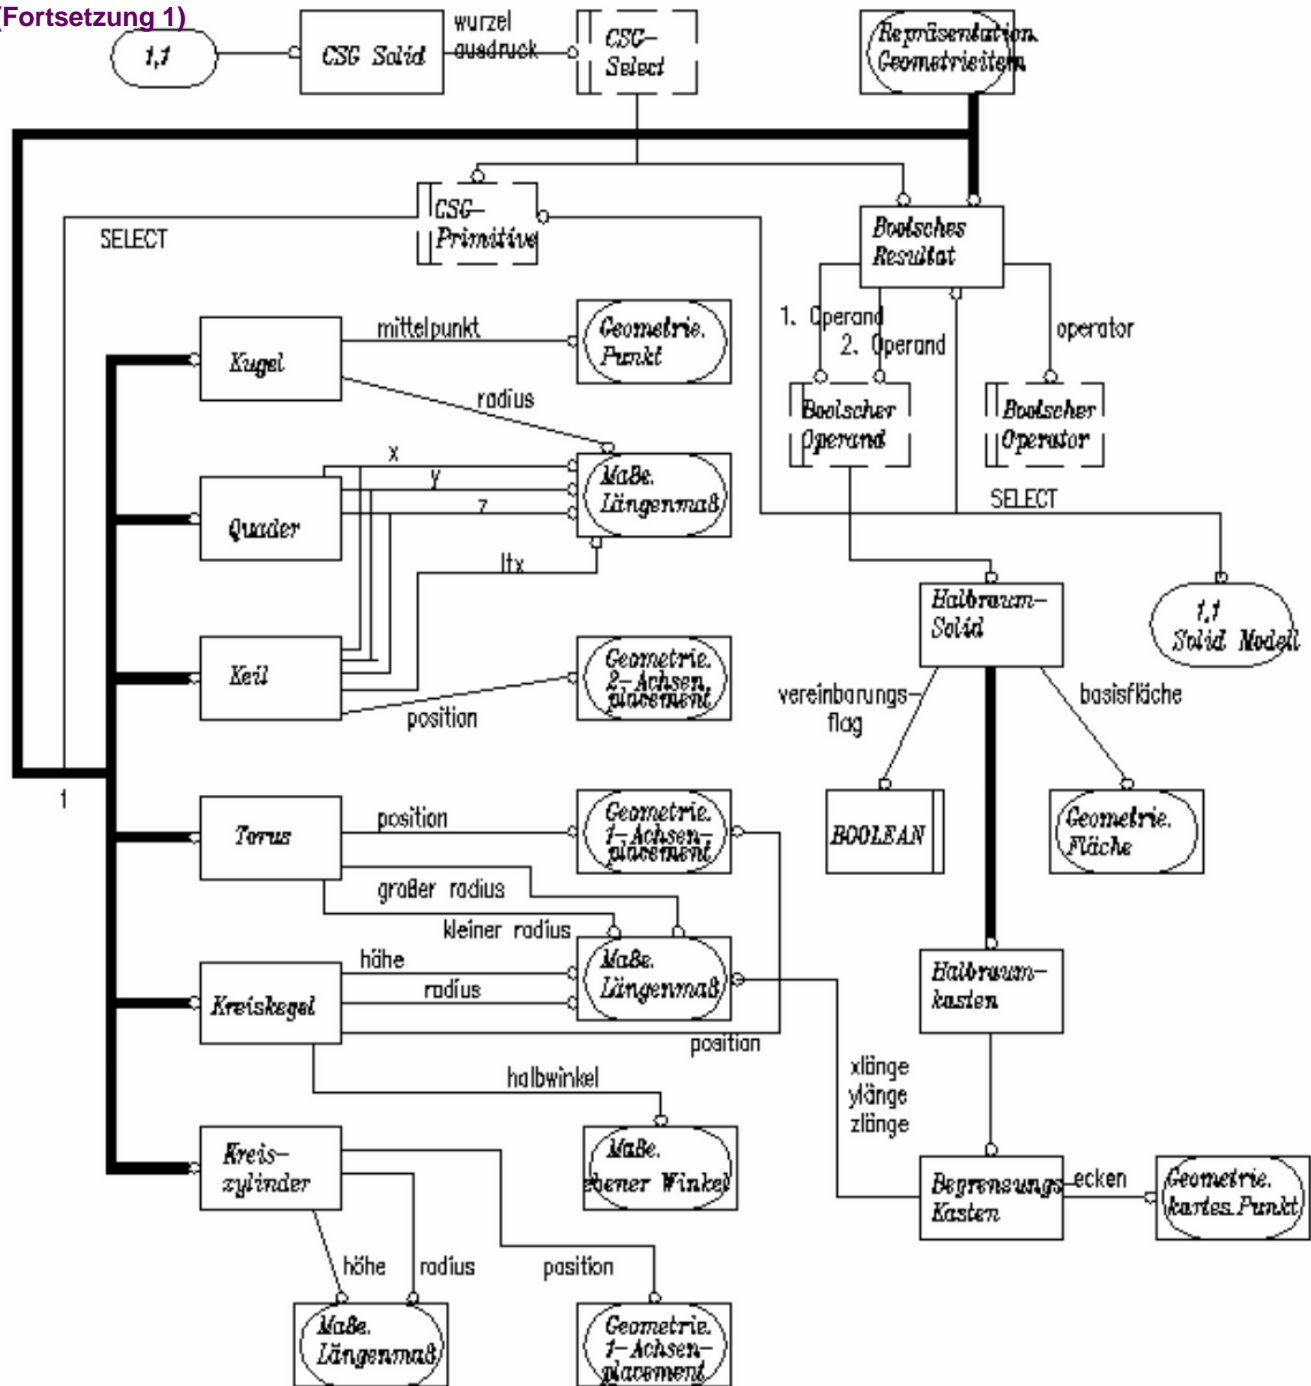 (Fortsetzung 1)
1,1
CSG Solid
wurzel
ausdruck
CSG-
Select
Repräsentation.
Geometrieitem
SELECT
CSG-
Primitive
Boolsches
Resultat
1. Operand
2. Operand
operator
Boolscher
Operand
Boolscher
Operator
SELECT
Kugel
mittelpunkt
Geometrie.
Punkt
radius
Quader
x
y
z
Maße.
Längenmaß
ltx
Keil
position
Geometrie.
2-Achsen
placement
Halbraum-
Solid
1,1
Solid Modell
vereinbarungs-
flag
basisfläche
1
BOOLEAN
Geometrie.
Fläche
Torus
position
Geometrie.
1-Achsen-
placement
großer radius
kleiner radius
Maße.
Längenmaß
Kreiskegel
höhe
radius
position
halbwinkel
Halbraum-
kasten
xlänge
ylänge
zlänge
Maße.
ebener Winkel
Kreis-
zylinder
Begrenzungs
Kasten
ecken
Geometrie.
kartes.Punkt
höhe
radius
position
Maße.
Längenmaß
Geometrie.
1-Achsen-
placement